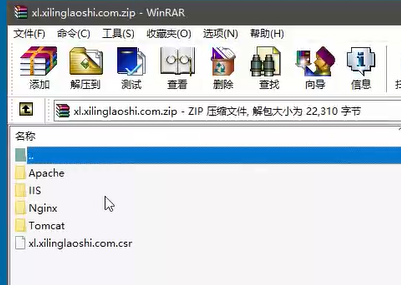 xl.xilinglaoshi.com.zip - WinRAR
文件(F) 命令(C) 工具(S) 收藏夹(O) 选项(N) 帮助(H)
添加 解压到 测试 查看 删除 查找 向导 信息
xl.xilinglaoshi.com.zip - ZIP 压缩文件, 解包大小为 22,310 字节
名称
..
Apache
IIS
Nginx
Tomcat
xl.xilinglaoshi.com.csr